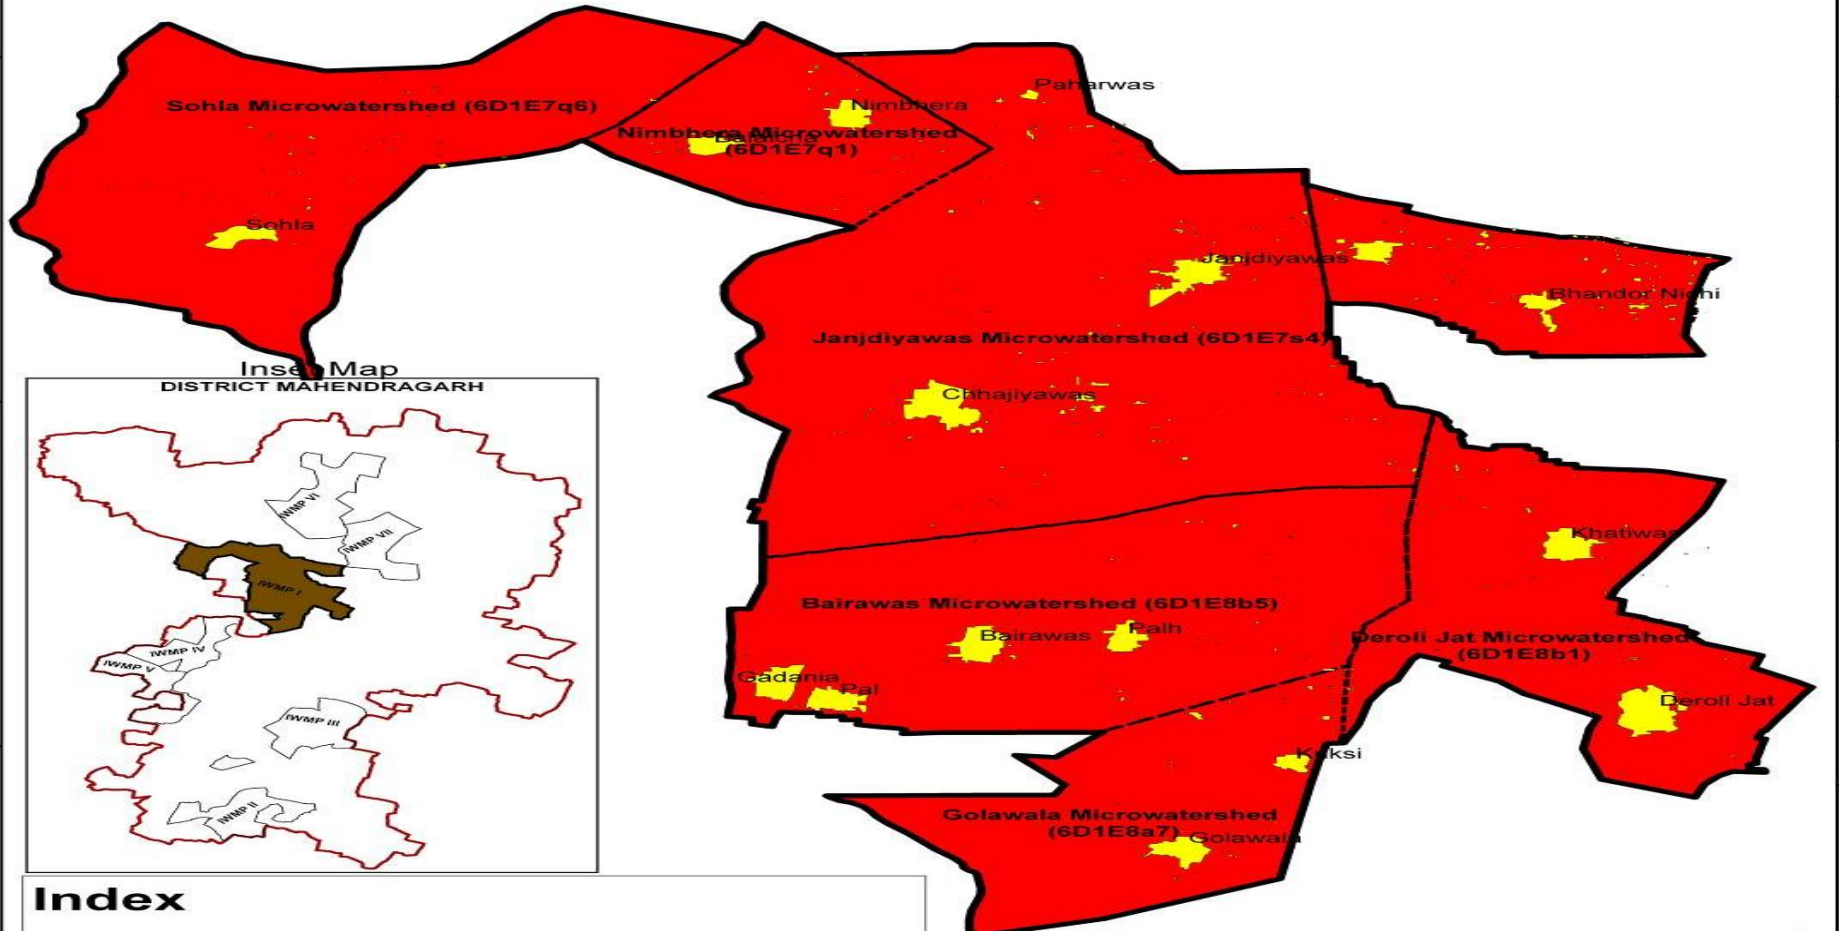 Paharwas
Sohla Microwatershed (6D1E7q6)
Nimbhera
Nimbhera Microwatershed
(6D1E7q1)
Sohla
Janjdiyawas
Bhandor Nichi
Janjdiyawas Microwatershed (6D1E7s4)
Inset Map
DISTRICT MAHENDRAGARH
Chhajiyawas
IWMP VI
IWMP VII
Khatiwas
IWMP I
Bairawas Microwatershed (6D1E8b5)
Palh
Bairawas
Deroli Jat Microwatershed
(6D1E8b1)
IWMP IV
IWMP V
Gadania
Pal
Deroli Jat
IWMP III
Kuksi
IWMP II
Golawala Microwatershed
(6D1E8a7)
Golawala
Index